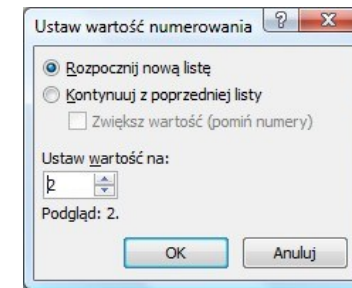 Ustaw wartość numerowania
Rozpocznij nową listę
Kontynuuj z poprzedniej listy
Zwiększ wartość (pomiń numery)
Ustaw wartość na:
2
Podgląd: 2.
OK Anuluj